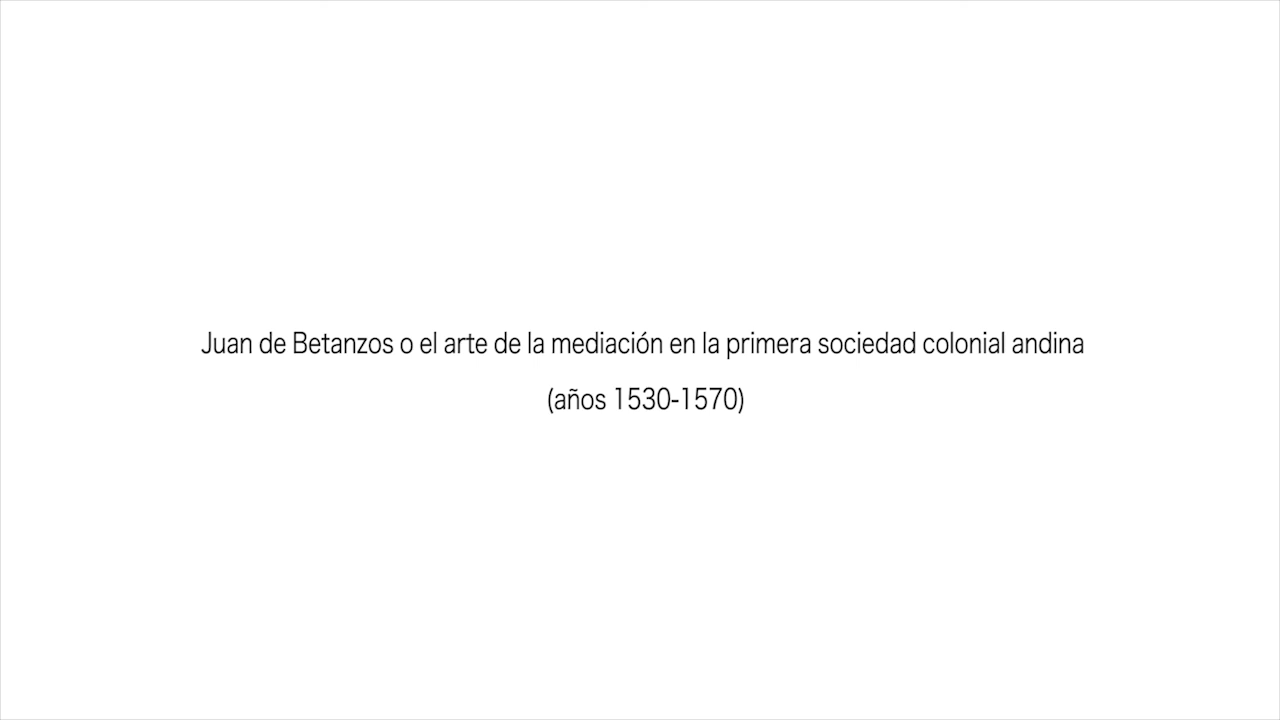 Juan de Betanzos o el arte de la mediación en la primera sociedad colonial andina
(años 1530-1570)